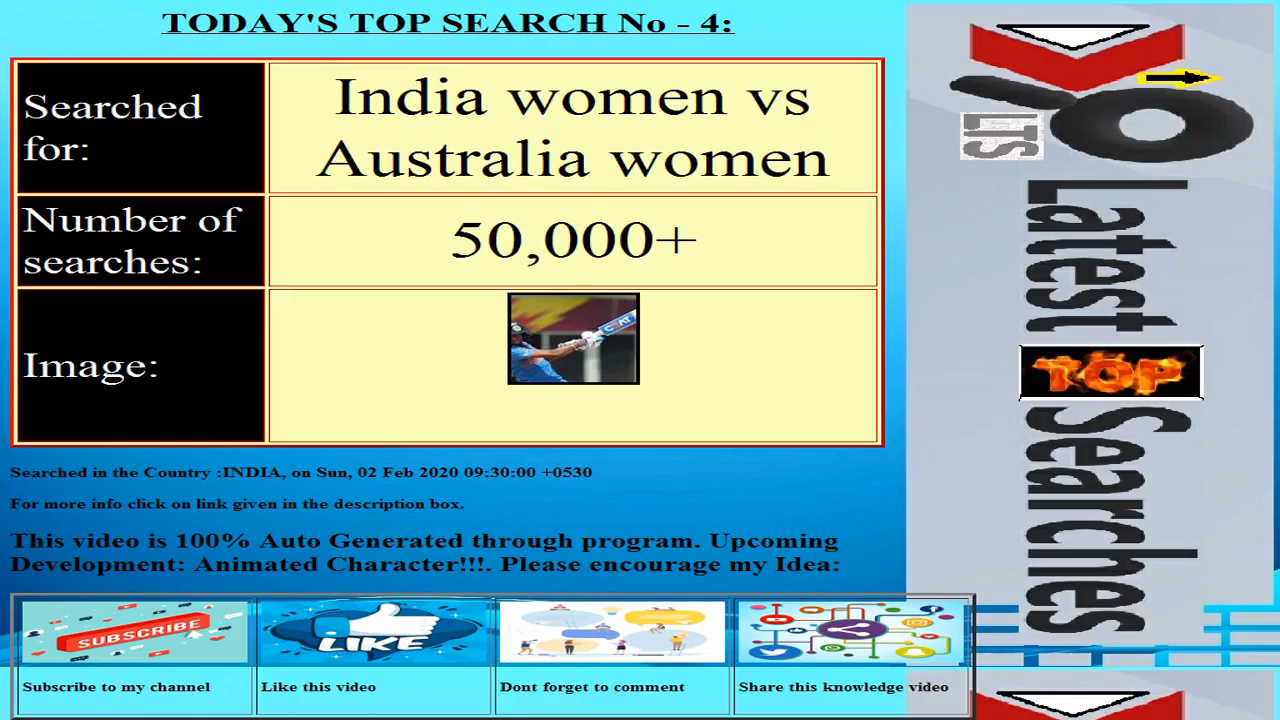 TODAY'S TOP SEARCH No - 4:
Searched
for:
India women vs
Australia women
Number of
searches:
50,000+
Image:
CEAT
Searched in the Country :INDIA, on Sun, 02 Feb 2020 09:30:00 +0530
For more info click on link given in the description box.
This video is 100% Auto Generated through program. Upcoming
Development: Animated Character!!!. Please encourage my Idea:
SUBSCRIBE
LIKE
Subscribe to my channel
Like this video
Dont forget to comment
Share this knowledge video
LTS
Latest
TOP
Searches